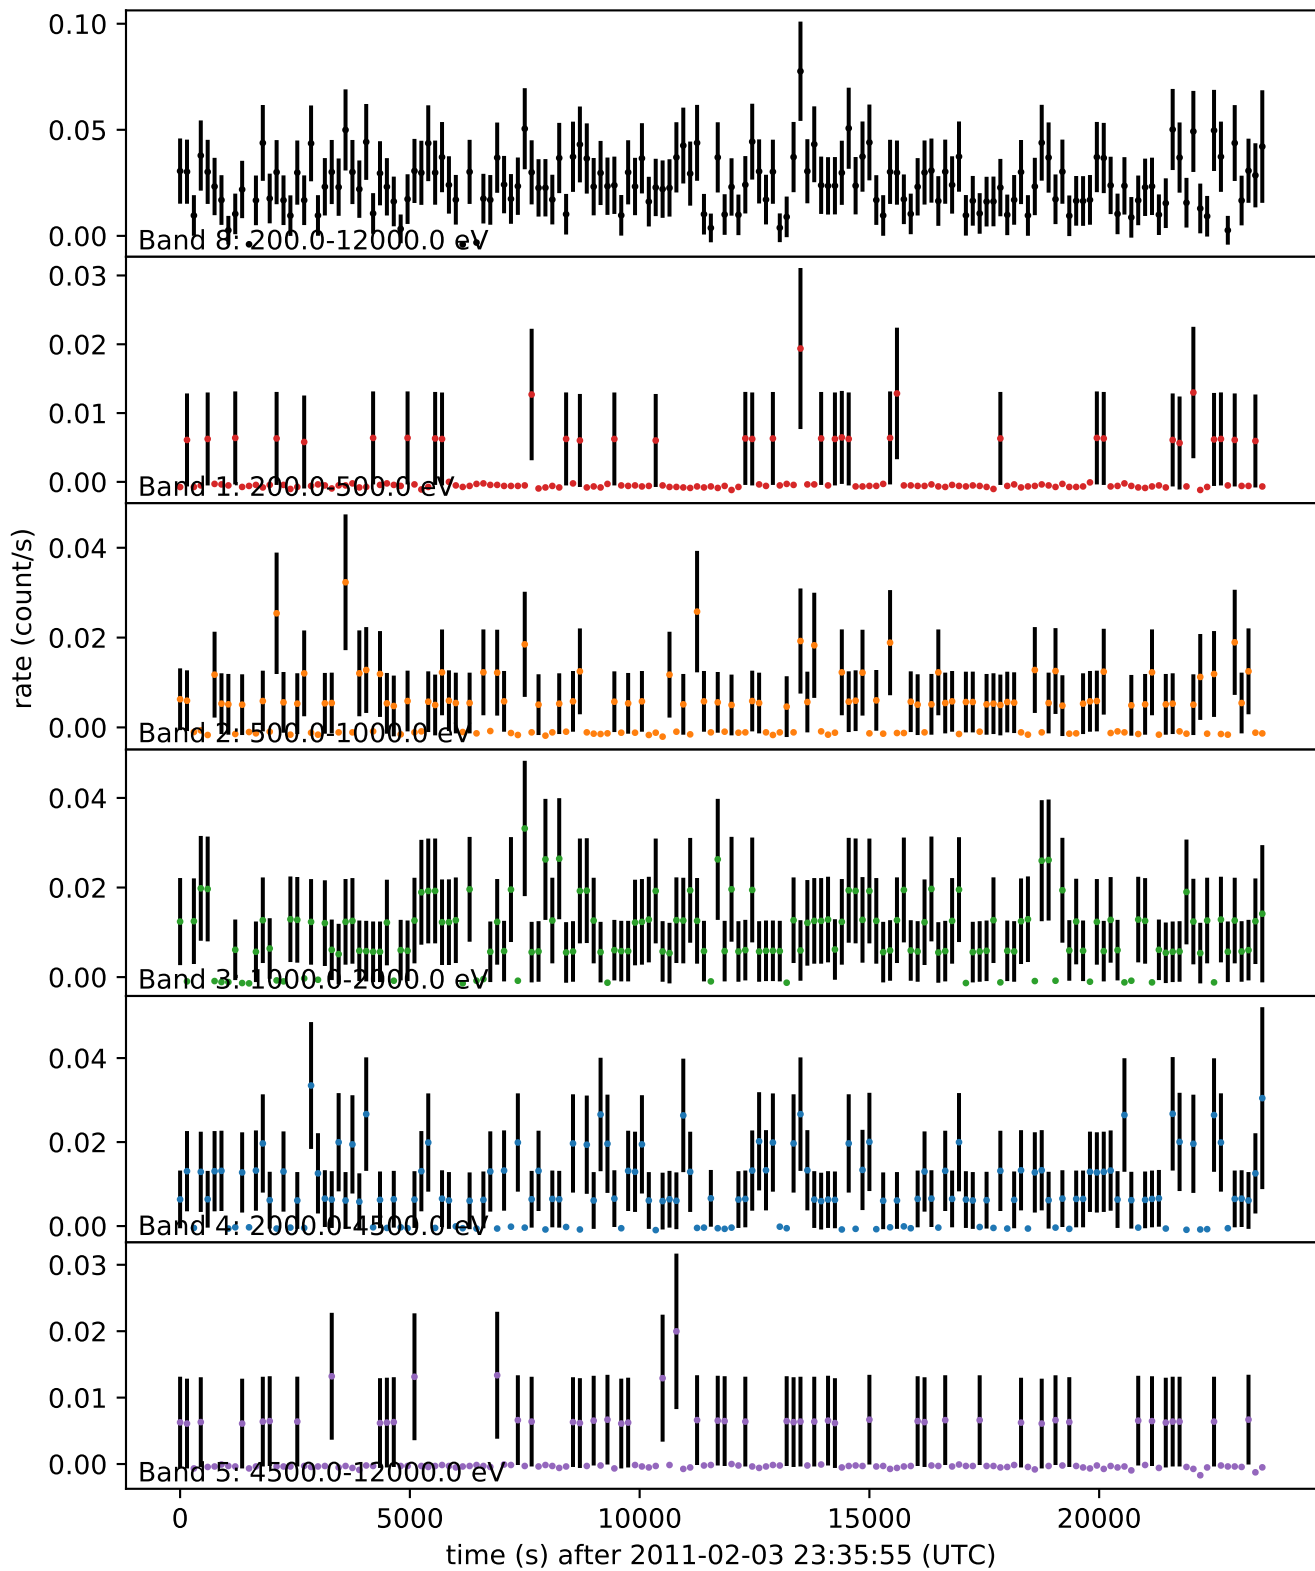 0.10
0.05
0.00
Band 8: 200.0-12000.0 eV
0.03
0.02
0.01
0.00
Band 1: 200.0-500.0 eV
0.04
0.02
0.00
Band 2: 500.0-1000.0 eV
rate (count/s)
0.04
0.02
0.00
Band 3: 1000.0-2000.0 eV
0.04
0.02
0.00
Band 4: 2000.0-4500.0 eV
0.03
0.02
0.01
0.00
Band 5: 4500.0-12000.0 eV
0 5000 10000 15000 20000
time (s) after 2011-02-03 23:35:55 (UTC)